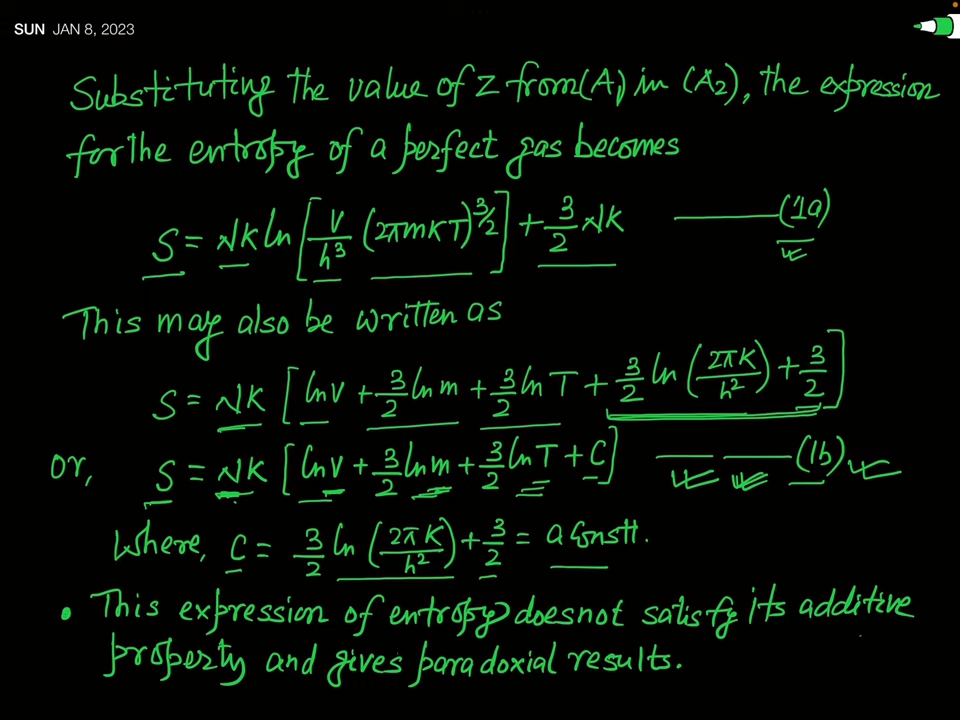 SUN JAN 8, 2023
Substituting the value of Z from (A1) in (A2), the expression
for the entropy of a perfect gas becomes
S = NK ln [V/h³ (2πmKT)^3/2] + 3/2 NK ——— (1a)
This may also be written as
S = NK [ln V + 3/2 ln m + 3/2 ln T + 3/2 ln (2πK/h²) + 3/2]
or, S = NK [ln V + 3/2 ln m + 3/2 ln T + C] —— —— (1b)
Where, C = 3/2 ln (2πK/h²) + 3/2 = a constt.
• This expression of entropy doesnot satisfy its additive
property and gives paradoxial results.